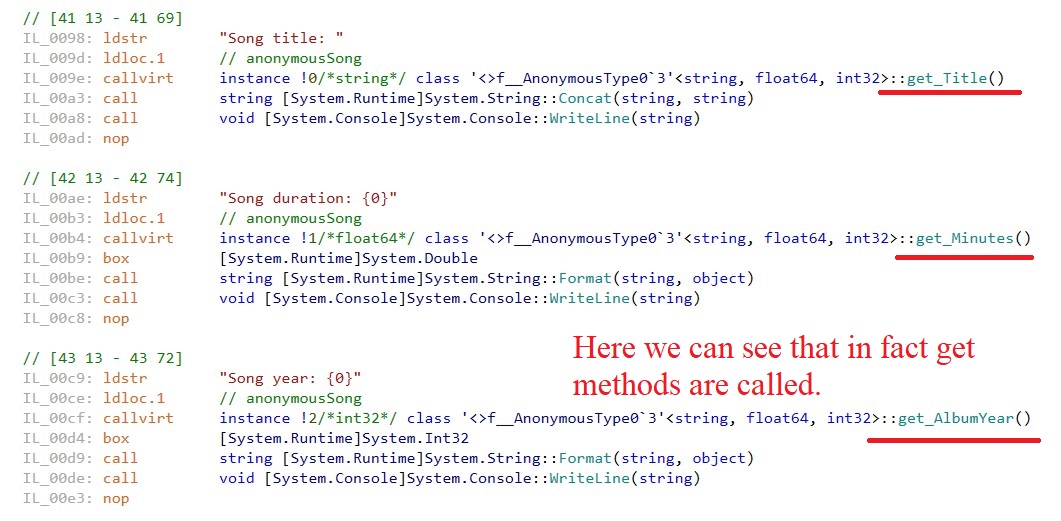 // [41 13 - 41 69]
IL_0098: ldstr "Song title: "
IL_009d: ldloc.1 // anonymousSong
IL_009e: callvirt instance !0/*string*/ class '<>f__AnonymousType0`3'<string, float64, int32>::get_Title()
IL_00a3: call string [System.Runtime]System.String::Concat(string, string)
IL_00a8: call void [System.Console]System.Console::WriteLine(string)
IL_00ad: nop
// [42 13 - 42 74]
IL_00ae: ldstr "Song duration: {0}"
IL_00b3: ldloc.1 // anonymousSong
IL_00b4: callvirt instance !1/*float64*/ class '<>f__AnonymousType0`3'<string, float64, int32>::get_Minutes()
IL_00b9: box [System.Runtime]System.Double
IL_00be: call string [System.Runtime]System.String::Format(string, object)
IL_00c3: call void [System.Console]System.Console::WriteLine(string)
IL_00c8: nop
Here we can see that in fact get
methods are called.
// [43 13 - 43 72]
IL_00c9: ldstr "Song year: {0}"
IL_00ce: ldloc.1 // anonymousSong
IL_00cf: callvirt instance !2/*int32*/ class '<>f__AnonymousType0`3'<string, float64, int32>::get_AlbumYear()
IL_00d4: box [System.Runtime]System.Int32
IL_00d9: call string [System.Runtime]System.String::Format(string, object)
IL_00de: call void [System.Console]System.Console::WriteLine(string)
IL_00e3: nop